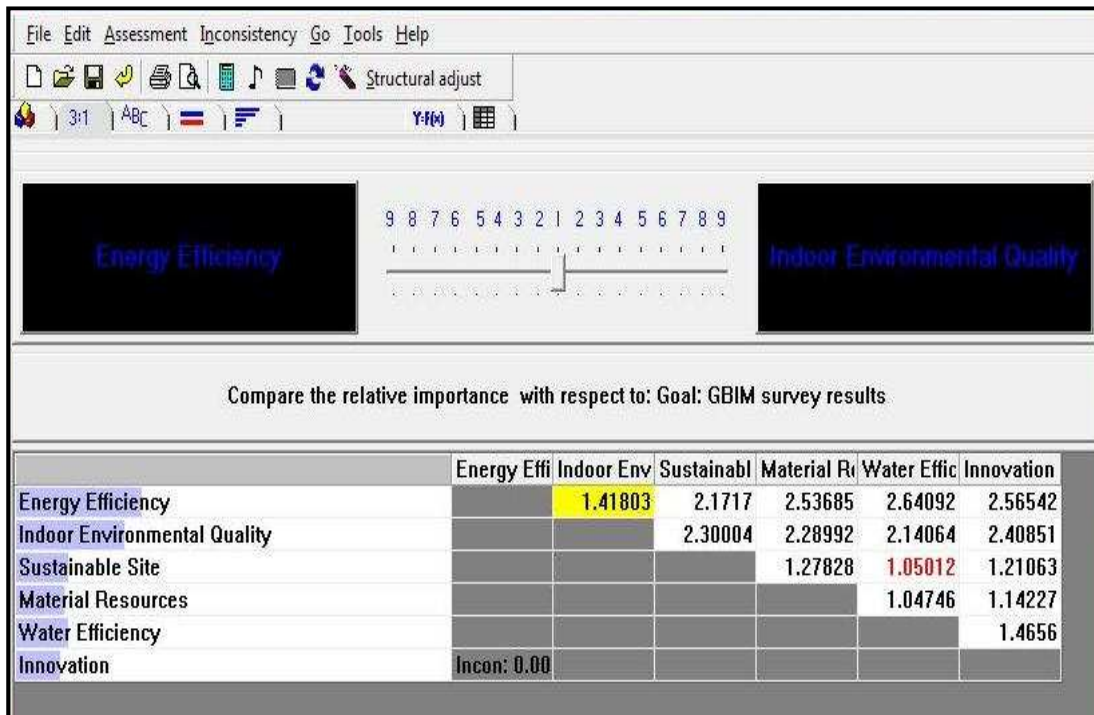 File Edit Assessment Inconsistency Go Tools Help
Structural adjust
3:1 ABC Y=F(x)
9 8 7 6 5 4 3 2 1 2 3 4 5 6 7 8 9
Energy Efficiency Indoor Environmental Quality
Compare the relative importance with respect to: Goal: GBIM survey results
Energy Effi Indoor Env Sustainabl Material R Water Effic Innovation
Energy Efficiency 1.41803 2.1717 2.53685 2.64092 2.56542
Indoor Environmental Quality 2.30004 2.28992 2.14064 2.40851
Sustainable Site 1.27828 1.05012 1.21063
Material Resources 1.04746 1.14227
Water Efficiency 1.4656
Innovation Incon: 0.00